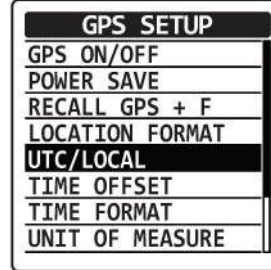 GPS SETUP
GPS ON/OFF
POWER SAVE
RECALL GPS + F
LOCATION FORMAT
UTC/LOCAL
TIME OFFSET
TIME FORMAT
UNIT OF MEASURE